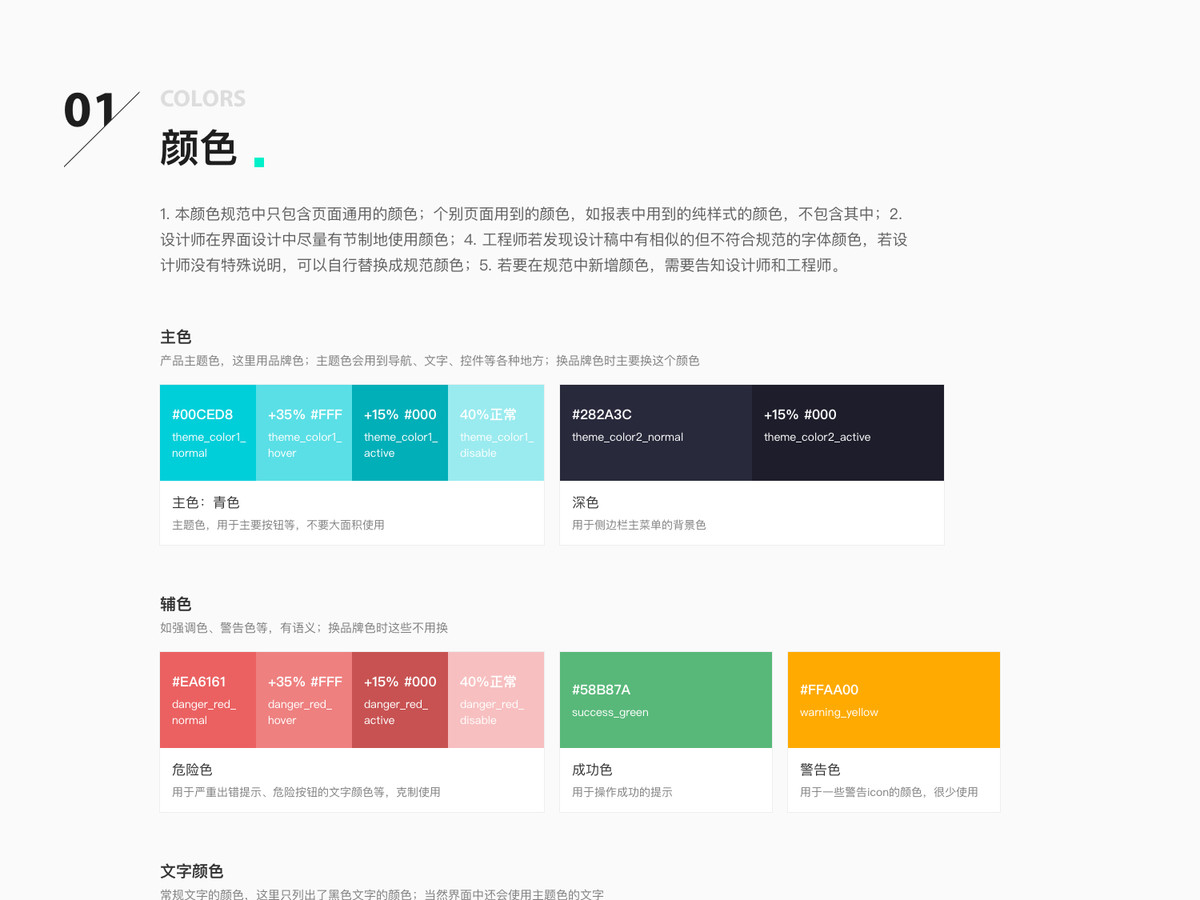 01
COLORS
颜色
1. 本颜色规范中只包含页面通用的颜色；个别页面用到的颜色，如报表中用到的纯样式的颜色，不包含其中；2.
设计师在界面设计中尽量有节制地使用颜色；4. 工程师若发现设计稿中有相似的但不符合规范的字体颜色，若设
计师没有特殊说明，可以自行替换成规范颜色；5. 若要在规范中新增颜色，需要告知设计师和工程师。
主色
产品主题色，这里用品牌色；主题色会用到导航、文字、控件等各种地方；换品牌色时主要换这个颜色
#00CED8
theme_color1_
normal
+35% #FFF
theme_color1_
hover
+15% #000
theme_color1_
active
40%正常
theme_color1_
disable
主色：青色
主题色，用于主要按钮等，不要大面积使用
#282A3C
theme_color2_normal
+15% #000
theme_color2_active
深色
用于侧边栏主菜单的背景色
辅色
如强调色、警告色等，有语义；换品牌色时这些不用换
#EA6161
danger_red_
normal
+35% #FFF
danger_red_
hover
+15% #000
danger_red_
active
40%正常
danger_red_
disable
危险色
用于严重出错提示、危险按钮的文字颜色等，克制使用
#58B87A
success_green
成功色
用于操作成功的提示
#FFAA00
warning_yellow
警告色
用于一些警告icon的颜色，很少使用
文字颜色
常规文字的颜色，这里只列出了黑色文字的颜色；当然界面中还会使用主题色的文字